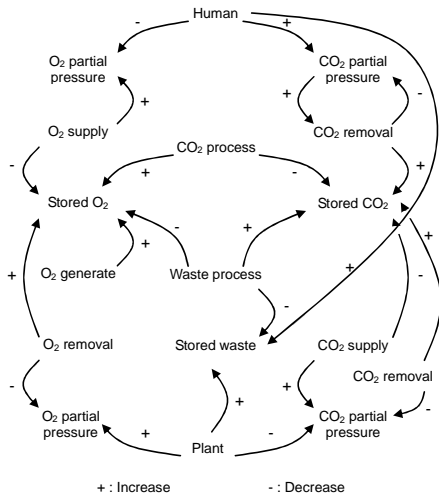 Human
- +
O₂ partial
pressure
CO₂ partial
pressure
+ + -
O₂ supply
CO₂ removal
CO₂ process
- + - +
Stored O₂
Stored CO₂
- + + +
O₂ generate
Waste process
+ + - -
O₂ removal
Stored waste
CO₂ supply
CO₂ removal
- + + -
O₂ partial
pressure
CO₂ partial
pressure
+ -
Plant
+ : Increase
- : Decrease